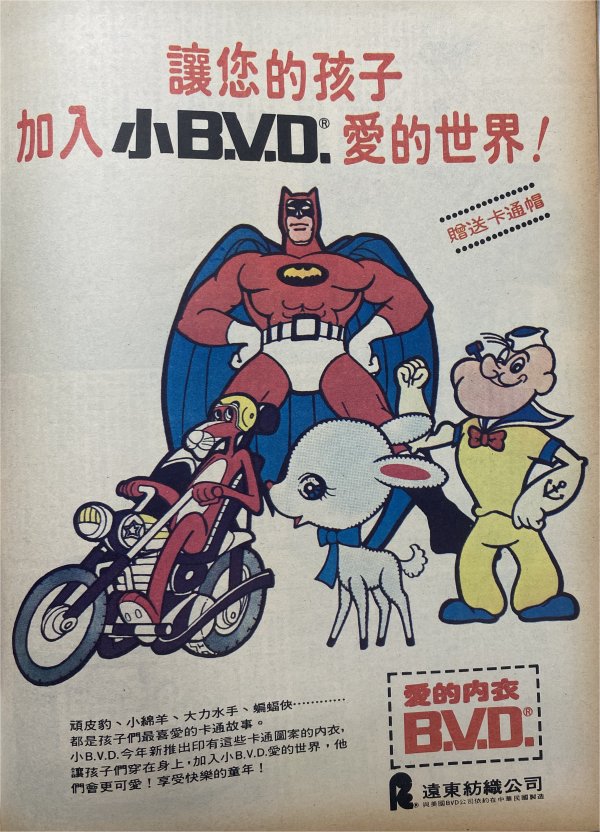 讓您的孩子
加入小B.V.D.®愛的世界!
贈送卡通帽
頑皮豹、小綿羊、大力水手、蝙蝠俠…………
都是孩子們最喜愛的卡通故事。
小B.V.D.今年新推出印有這些卡通圖案的內衣,
讓孩子們穿在身上,加入小B.V.D.愛的世界,他
們會更可愛!享受快樂的童年!
愛的內衣
B.V.D.®
遠東紡織公司
與美國BVD公司依約在中華民國製造